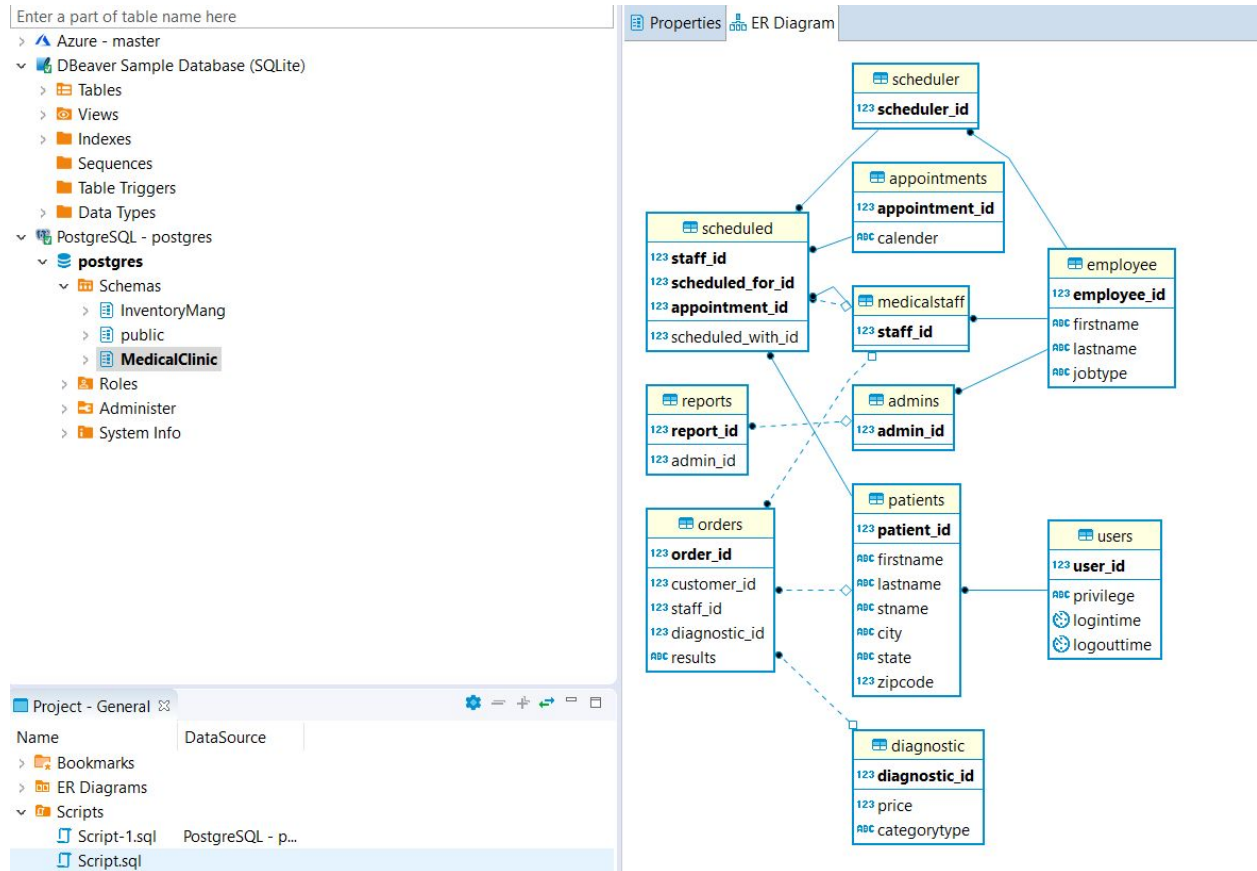 Enter a part of table name here
Azure - master
DBeaver Sample Database (SQLite)
Tables
Views
Indexes
Sequences
Table Triggers
Data Types
PostgreSQL - postgres
postgres
Schemas
InventoryMang
public
MedicalClinic
Roles
Administer
System Info
Project - General
Name DataSource
Bookmarks
ER Diagrams
Scripts
Script-1.sql PostgreSQL - p...
Script.sql
Properties ER Diagram
scheduler
123 scheduler_id
appointments
123 appointment_id
ABC calender
scheduled
123 staff_id
123 scheduled_for_id
123 appointment_id
123 scheduled_with_id
medicalstaff
123 staff_id
employee
123 employee_id
ABC firstname
ABC lastname
ABC jobtype
reports
123 report_id
123 admin_id
admins
123 admin_id
orders
123 order_id
123 customer_id
123 staff_id
123 diagnostic_id
ABC results
patients
123 patient_id
ABC firstname
ABC lastname
ABC stname
ABC city
ABC state
123 zipcode
users
123 user_id
ABC privilege
logintime
logouttime
diagnostic
123 diagnostic_id
123 price
ABC categorytype